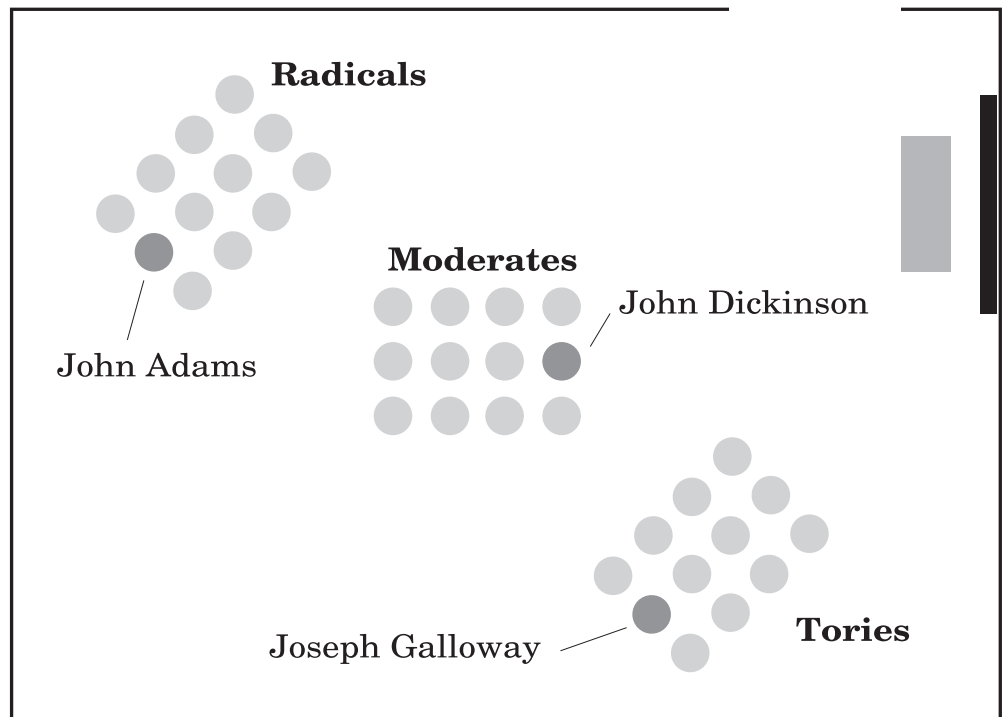 Radicals
Moderates
John Dickinson
John Adams
Tories
Joseph Galloway